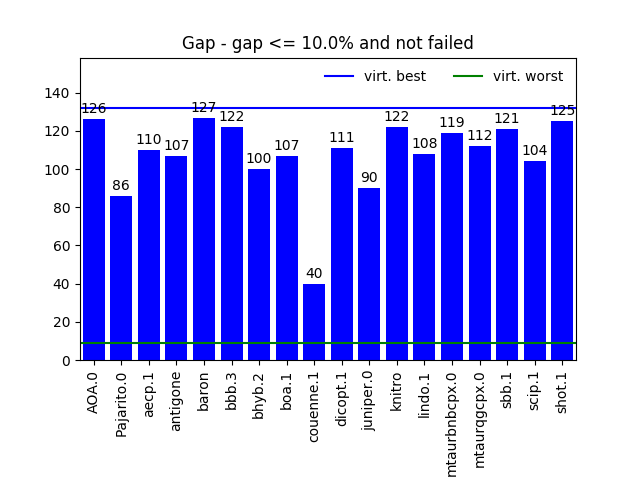 Gap - gap <= 10.0% and not failed
virt. best
virt. worst
140
120
100
80
60
40
20
0
126
86
110
107
127
122
100
107
40
111
90
122
108
119
112
121
104
125
AOA.0
Pajarito.0
aecp.1
antigone
baron
bbb.3
bhyb.2
boa.1
couenne.1
dicopt.1
juniper.0
knitro
lindo.1
mtaurbnbcpx.0
mtaurqgcpx.0
sbb.1
scip.1
shot.1